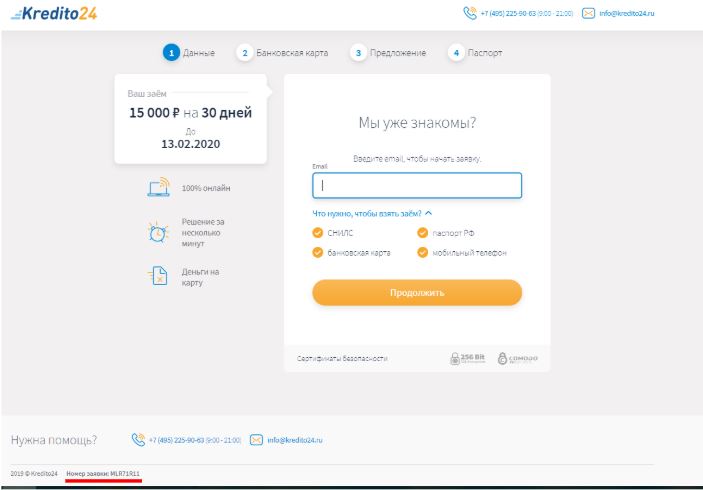 Kredito24
+7 (495) 225-90-63 (9:00 - 21:00) info@kredito24.ru
1 Данные 2 Банковская карта 3 Предложение 4 Паспорт
Ваш заём
15 000 ₽ на 30 дней
До
13.02.2020
100% онлайн
Решение за
несколько
минут
Деньги на
карту
Мы уже знакомы?
Введите email, чтобы начать заявку.
Email
Что нужно, чтобы взять заём?
СНИЛС паспорт РФ
банковская карта мобильный телефон
Продолжить
Сертификаты безопасности 256 Bit COMODO
Нужна помощь? +7 (495) 225-90-63 (9:00 - 21:00) info@kredito24.ru
2019 © Kredito24 Номер заявки: MLR71R11